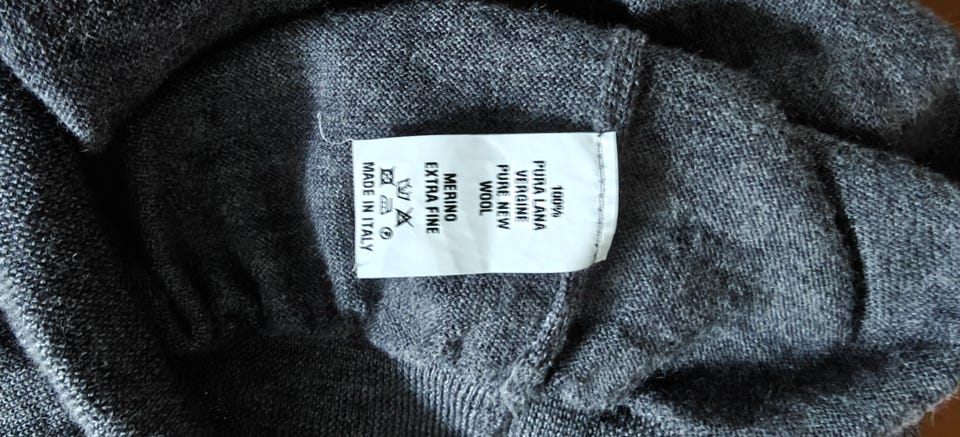 100%
PURA LANA
VERGINE
PURE NEW
WOOL
MERINO
EXTRA FINE
MADE IN ITALY